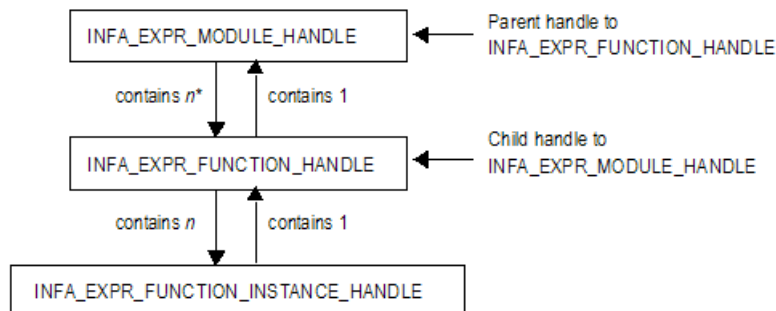 INFA_EXPR_MODULE_HANDLE
Parent handle to
INFA_EXPR_FUNCTION_HANDLE
contains n*
contains 1
INFA_EXPR_FUNCTION_HANDLE
Child handle to
INFA_EXPR_MODULE_HANDLE
contains n
contains 1
INFA_EXPR_FUNCTION_INSTANCE_HANDLE